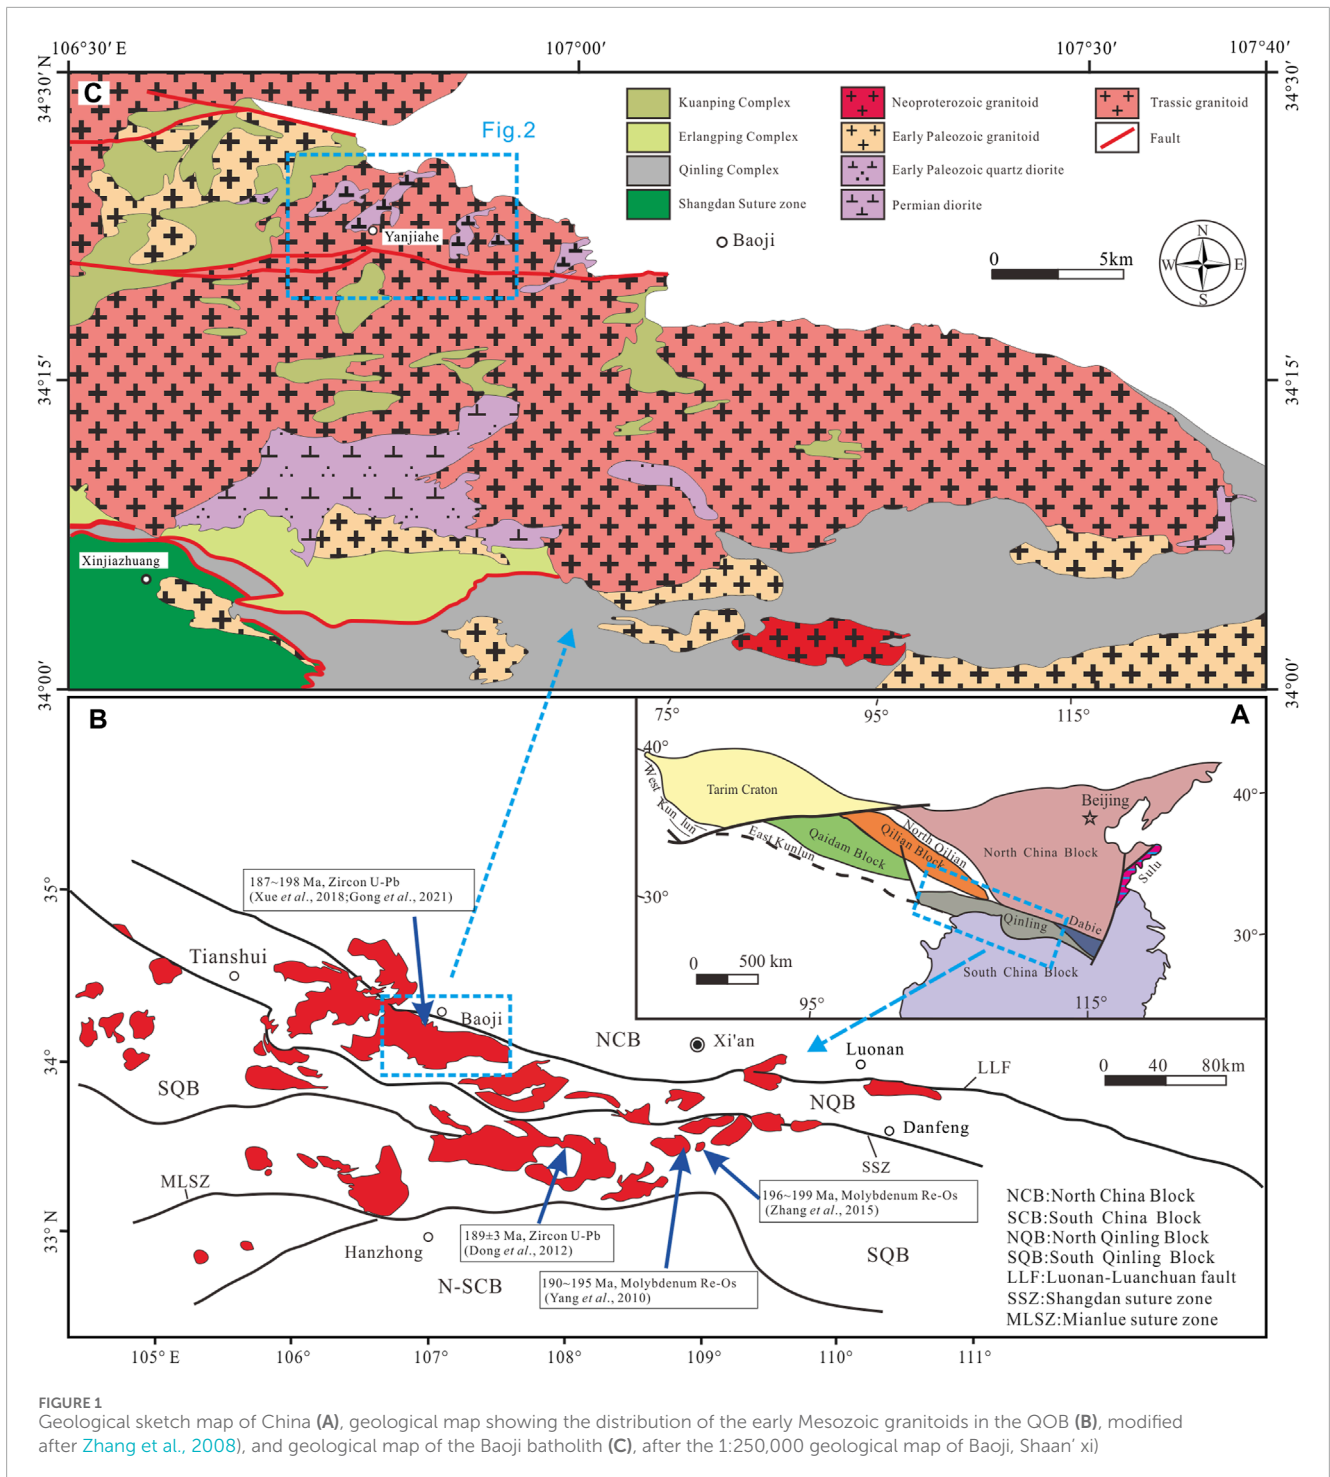 106°30′ E
107°00′
107°30′
107°40′
34°30′ N
34°15′
34°00′
34°30′
34°15′
34°00′
C
Fig.2
Kuanping Complex
Erlangping Complex
Qinling Complex
Shangdan Suture zone
Neoproterozoic granitoid
Early Paleozoic granitoid
Early Paleozoic quartz diorite
Permian diorite
Trassic granitoid
Fault
Yanjiahe
Baoji
0 5km
N
W E
S
Xinjiazhuang
B
A
75° 95° 115°
40°
30°
40°
30°
95°
115°
West Kun lun
Tarim Craton
East Kunlun
Qaidam Block
Qilian Block
North Qilian
Beijing
North China Block
Sulu
Qinling
Dabie
South China Block
0 500 km
187~198 Ma, Zircon U-Pb
(Xue et al., 2018;Gong et al., 2021)
Tianshui
Baoji
NCB
Xi'an
Luonan
LLF
0 40 80km
SQB
NQB
Danfeng
SSZ
MLSZ
196~199 Ma, Molybdenum Re-Os
(Zhang et al., 2015)
189±3 Ma, Zircon U-Pb
(Dong et al., 2012)
190~195 Ma, Molybdenum Re-Os
(Yang et al., 2010)
Hanzhong
N-SCB
SQB
NCB:North China Block
SCB:South China Block
NQB:North Qinling Block
SQB:South Qinling Block
LLF:Luonan-Luanchuan fault
SSZ:Shangdan suture zone
MLSZ:Mianlue suture zone
35°
34°
33° N
105° E
106°
107°
108°
109°
110°
111°
FIGURE 1
Geological sketch map of China (A), geological map showing the distribution of the early Mesozoic granitoids in the QOB (B), modified
after Zhang et al., 2008), and geological map of the Baoji batholith (C), after the 1:250,000 geological map of Baoji, Shaan' xi)